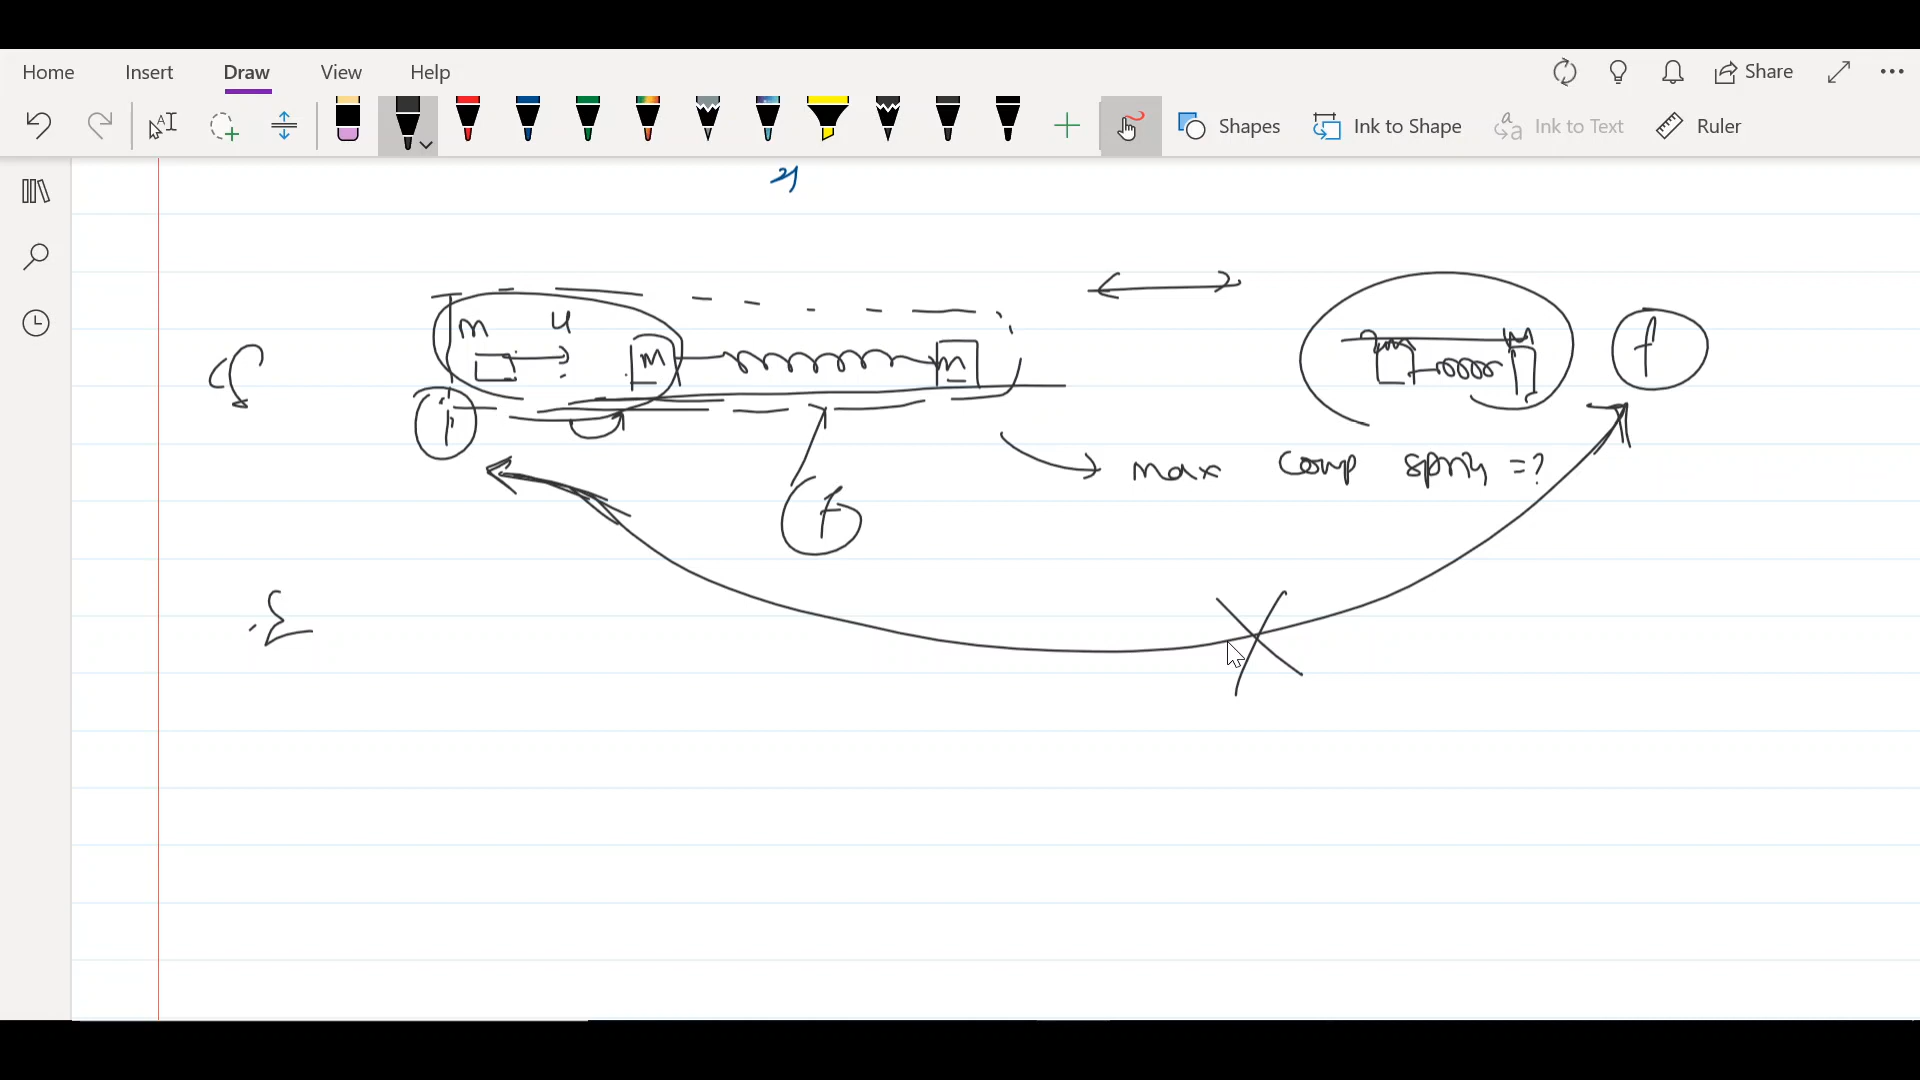 Home Insert Draw View Help Share
Shapes Ink to Shape Ink to Text Ruler
m u
m m
m m f
i
max comp spring =?
f